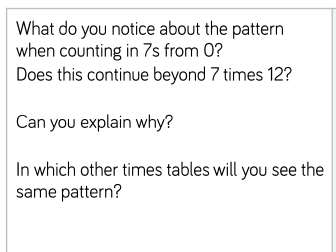 What do you notice about the pattern
when counting in 7s from 0?
Does this continue beyond 7 times 12?
Can you explain why?
In which other times tables will you see the
same pattern?